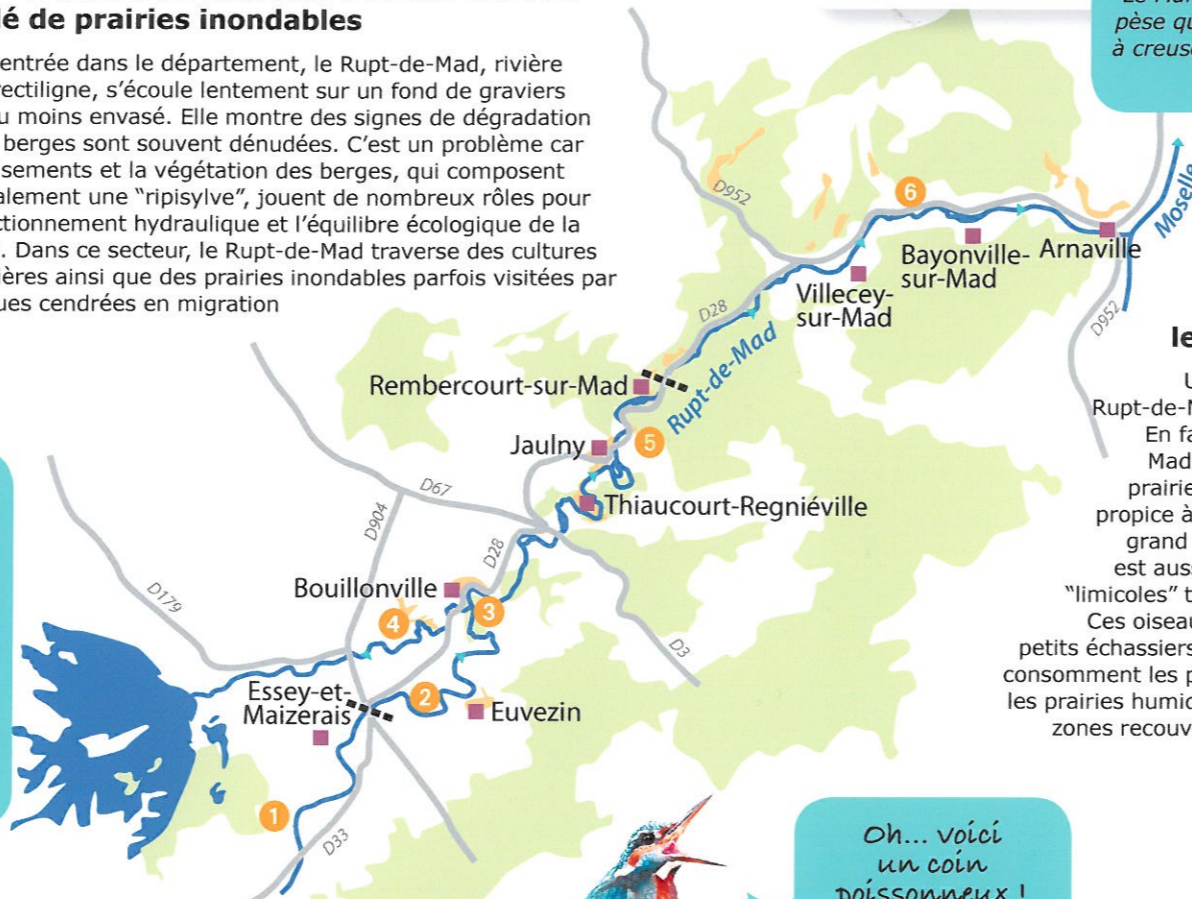 lé de prairies inondables
entrée dans le département, le Rupt-de-Mad, rivière
rectiligne, s’écoule lentement sur un fond de graviers
u moins envasé. Elle montre des signes de dégradation
berges sont souvent dénudées. C’est un problème car
sements et la végétation des berges, qui composent
alement une “ripisylve”, jouent de nombreux rôles pour
ctionnement hydraulique et l’équilibre écologique de la
. Dans ce secteur, le Rupt-de-Mad traverse des cultures
ières ainsi que des prairies inondables parfois visitées par
ues cendrées en migration
pèse qu
à creuse
D952
6
Moselle
Bayonville-
sur-Mad
Arnaville
Villecey-
sur-Mad
D28
D952
Rupt-de-Mad
Rembercourt-sur-Mad
Jaulny
5
D67
Thiaucourt-Regniéville
D904
D28
Bouillonville
3
D179
4
D3
Essey-et-
Maizerais
2
Euvezin
1
D33
le
U
Rupt-de-M
En fa
Mad
prairie
propice à
grand
est auss
“limicoles” t
Ces oiseau
petits échassiers
consomment les p
les prairies humid
zones recouv
Oh... voici
un coin
poissonneux !